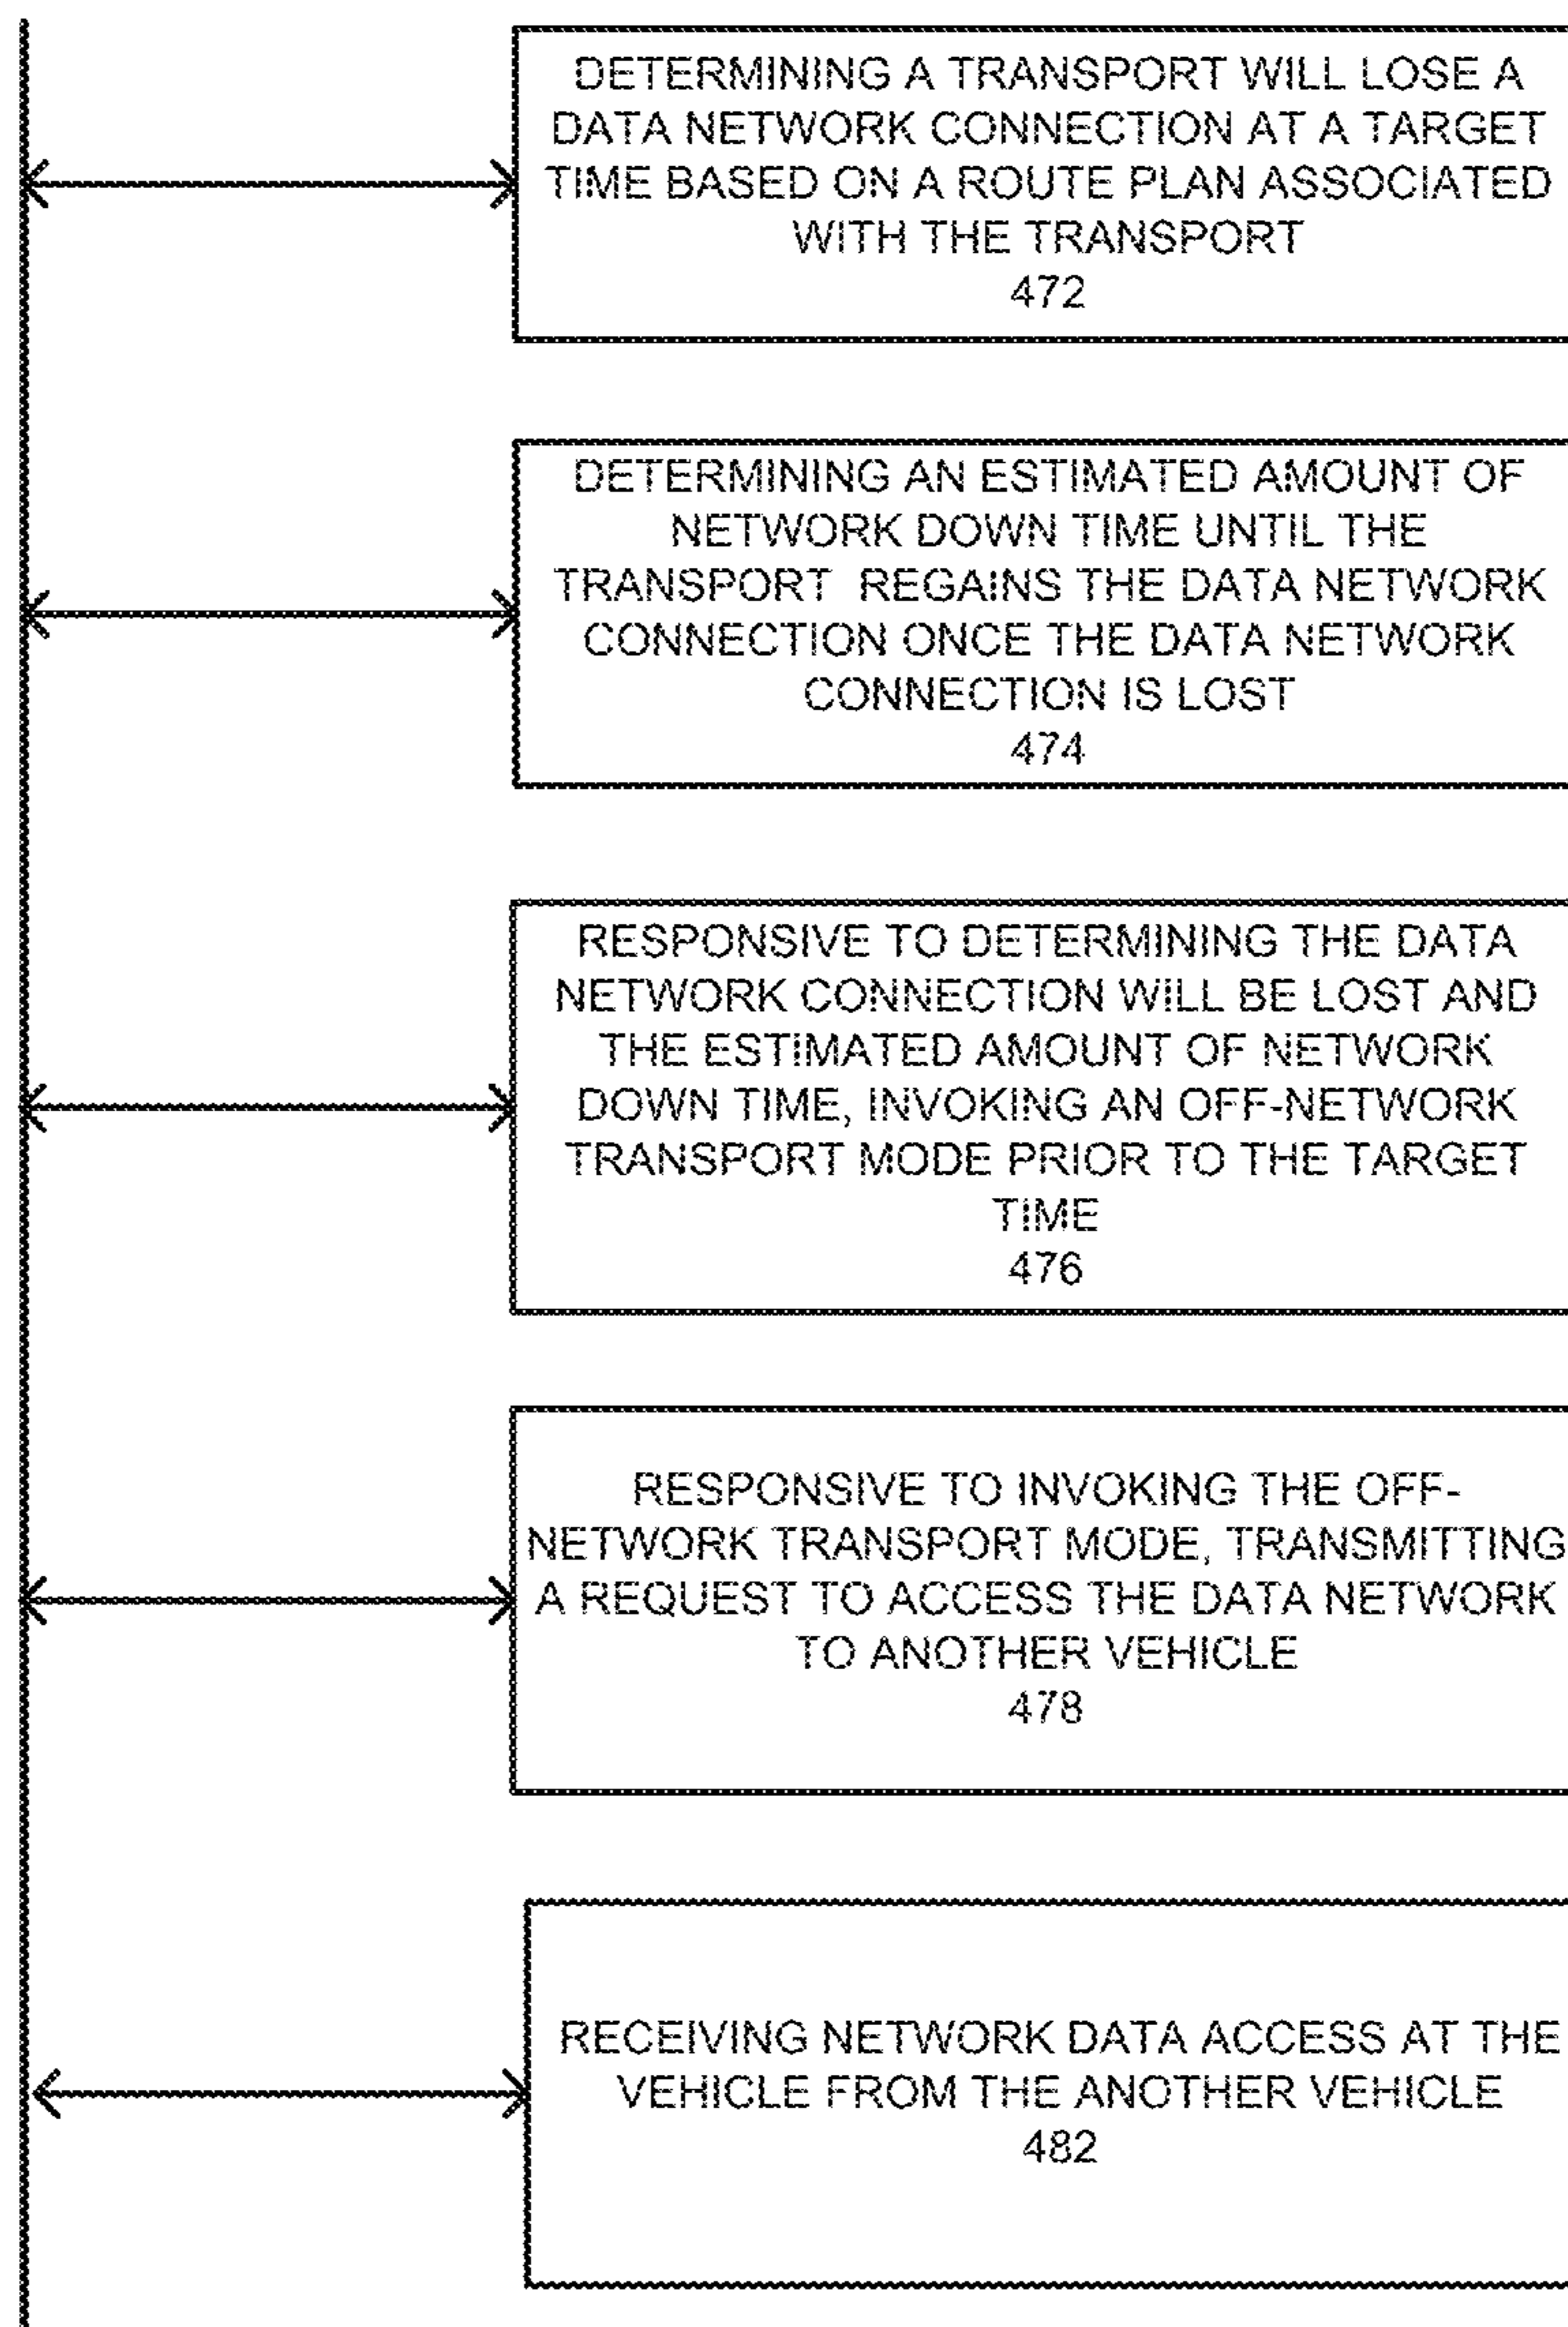 DETERMINING A TRANSPORT WILL LOSE A
DATA NETWORK CONNECTION AT A TARGET
TIME BASED ON A ROUTE PLAN ASSOCIATED
WITH THE TRANSPORT
472
DETERMINING AN ESTIMATED AMOUNT OF
NETWORK DOWN TIME UNTIL THE
TRANSPORT REGAINS THE DATA NETWORK
CONNECTION ONCE THE DATA NETWORK
CONNECTION IS LOST
474
RESPONSIVE TO DETERMINING THE DATA
NETWORK CONNECTION WILL BE LOST AND
THE ESTIMATED AMOUNT OF NETWORK
DOWN TIME, INVOKING AN OFF-NETWORK
TRANSPORT MODE PRIOR TO THE TARGET
TIME
476
RESPONSIVE TO INVOKING THE OFF-
NETWORK TRANSPORT MODE, TRANSMITTING
A REQUEST TO ACCESS THE DATA NETWORK
TO ANOTHER VEHICLE
478
RECEIVING NETWORK DATA ACCESS AT THE
VEHICLE FROM THE ANOTHER VEHICLE
482